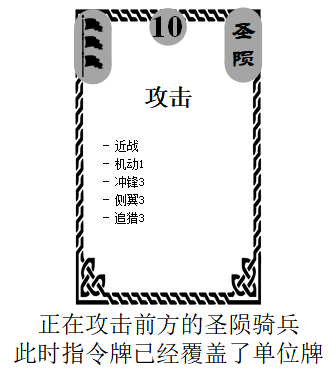 10
圣
陨
攻击
- 近战
- 机动1
- 冲锋3
- 侧翼3
- 追猎3
正在攻击前方的圣陨骑兵
此时指令牌已经覆盖了单位牌